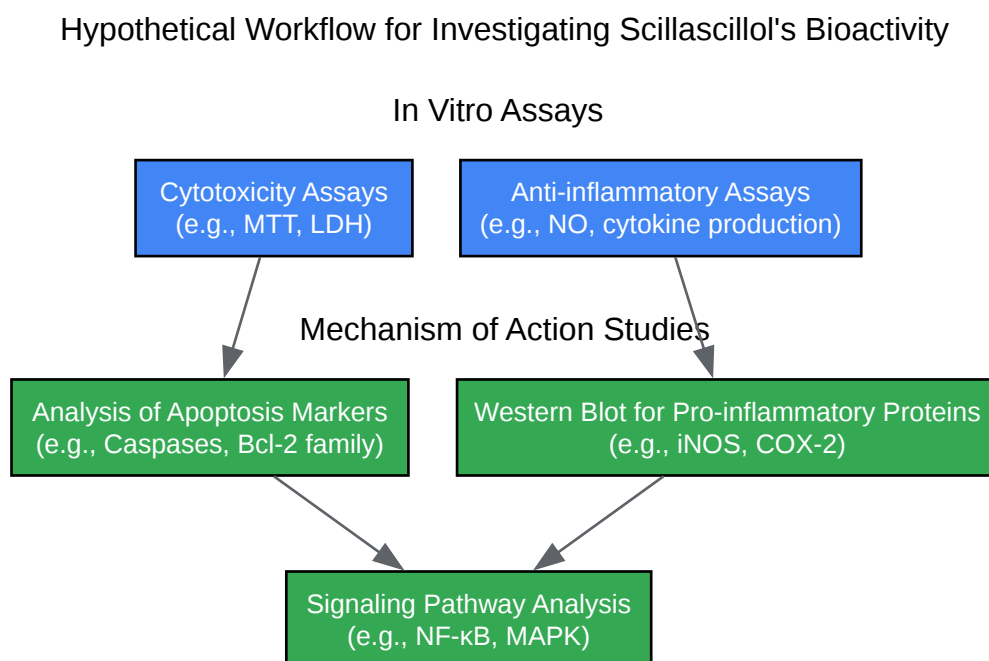 Hypothetical Workflow for Investigating Scillascillol's Bioactivity
In Vitro Assays
Cytotoxicity Assays
(e.g., MTT, LDH)
Anti-inflammatory Assays
(e.g., NO, cytokine production)
Mechanism of Action Studies
Analysis of Apoptosis Markers
(e.g., Caspases, Bcl-2 family)
Western Blot for Pro-inflammatory Proteins
(e.g., iNOS, COX-2)
Signaling Pathway Analysis
(e.g., NF-κB, MAPK)